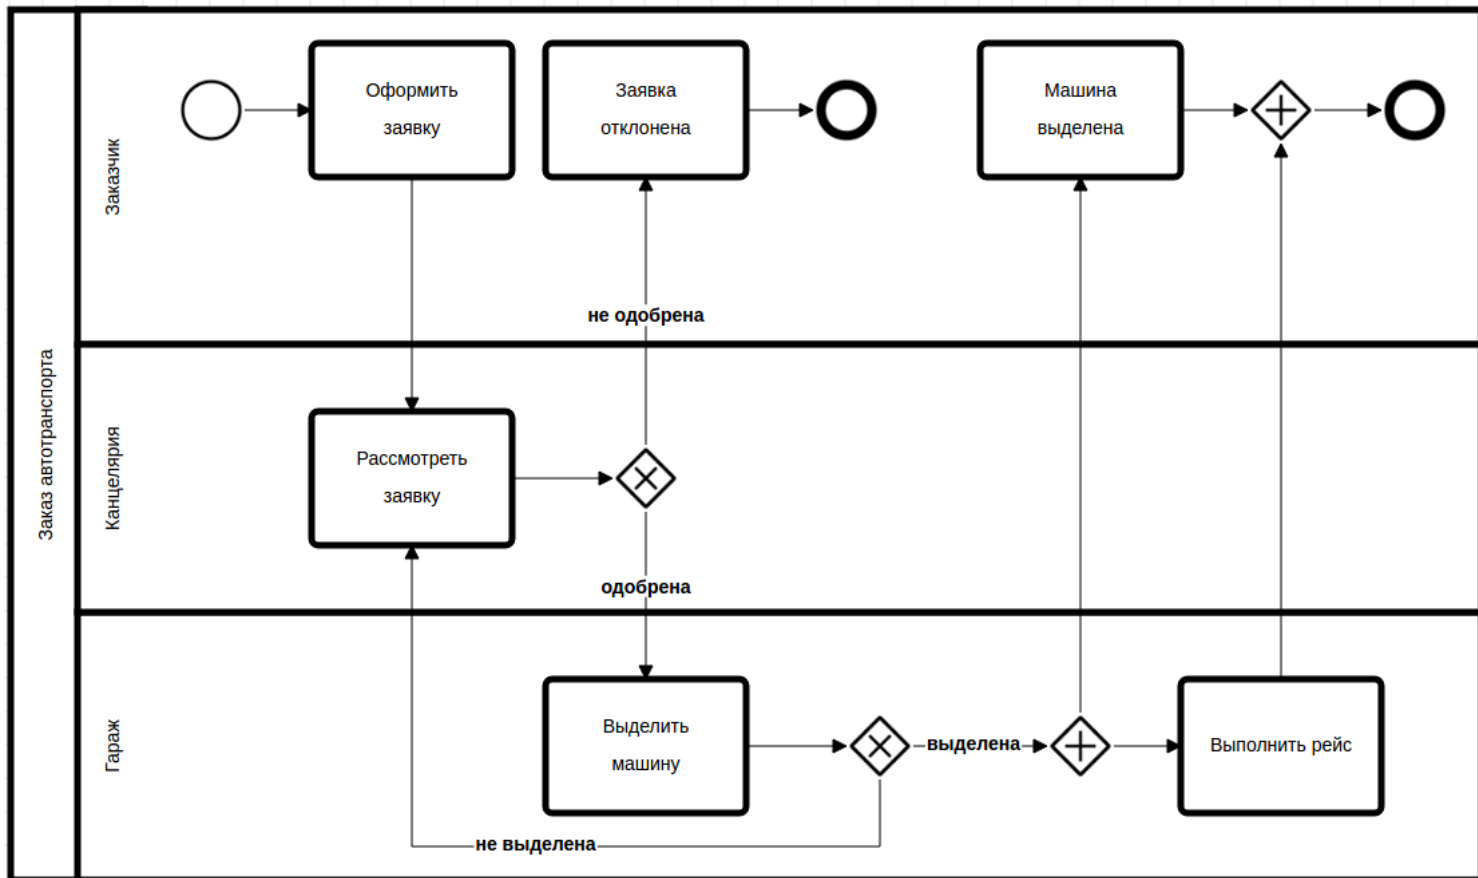 Заказ автотранспорта
Заказчик
Оформить
заявку
Заявка
отклонена
Машина
выделена
не одобрена
Канцелярия
Рассмотреть
заявку
одобрена
Гараж
Выделить
машину
выделена
Выполнить рейс
не выделена